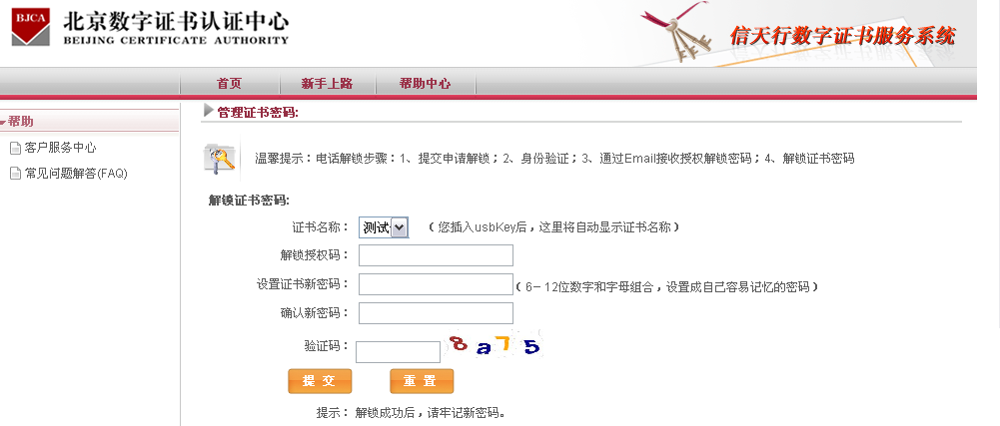 BJCA
北京数字证书认证中心
BEIJING CERTIFICATE AUTHORITY
信天行数字证书服务系统
首页 新手上路 帮助中心
帮助
客户服务中心
常见问题解答(FAQ)
管理证书密码:
温馨提示：电话解锁步骤：1、提交申请解锁；2、身份验证；3、通过Email接收授权解锁密码；4、解锁证书密码
解锁证书密码:
证书名称： 测试 （您插入usbKey后，这里将自动显示证书名称）
解锁授权码：
设置证书新密码： （6－12位数字和字母组合，设置成自己容易记忆的密码）
确认新密码：
验证码： 8a75
提 交 重 置
提示： 解锁成功后，请牢记新密码。